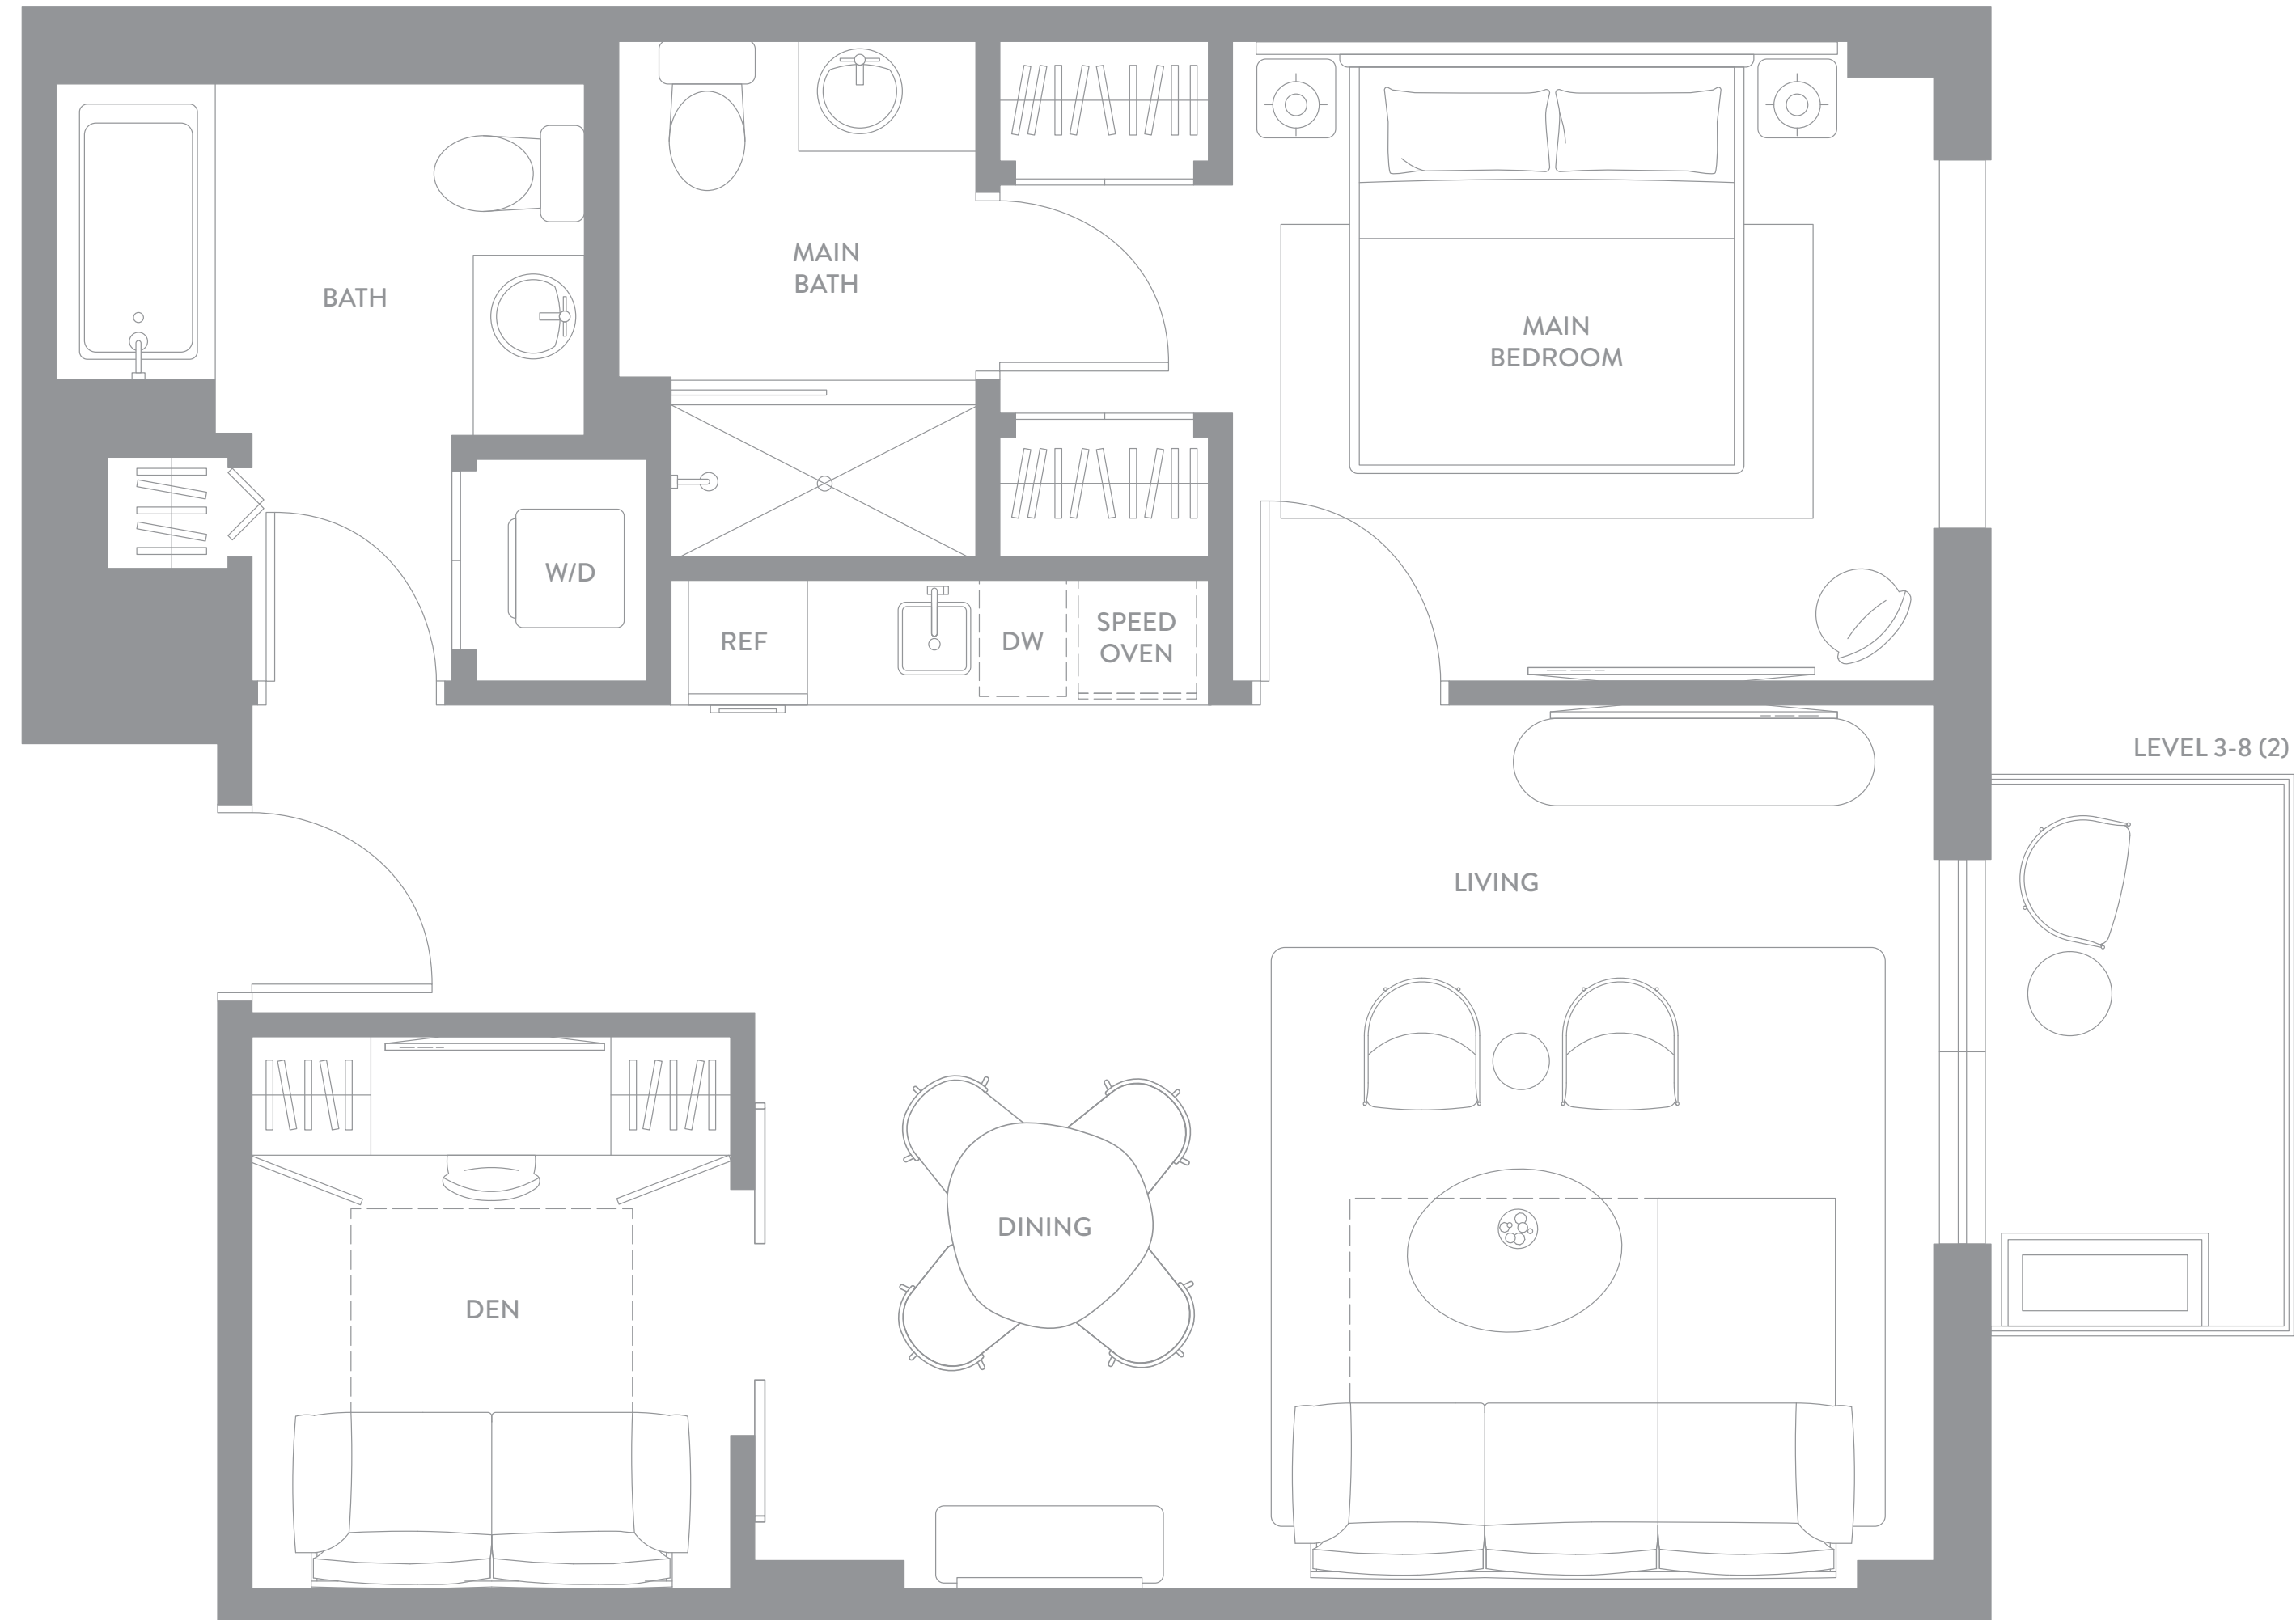 MAIN
BATH
BATH
MAIN
BEDROOM
W/D
REF
DW
SPEED
OVEN
LEVEL 3-8 (2)
LIVING
DINING
DEN